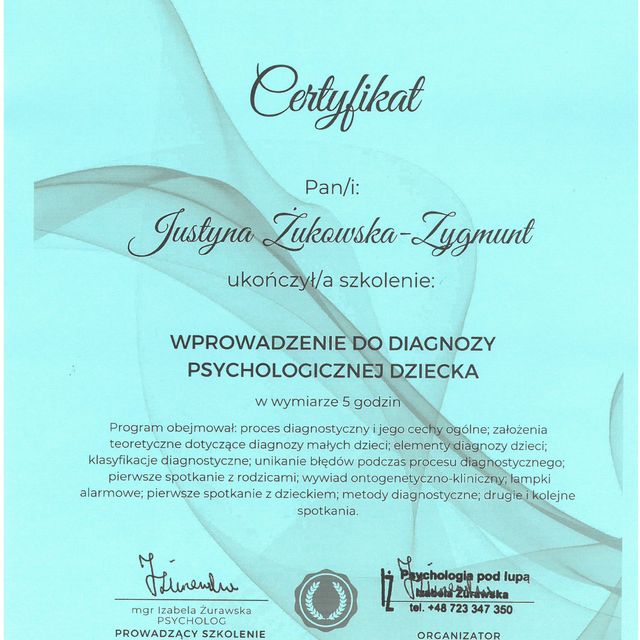 Certyfikat
Pan/i:
Justyna Żukowska-Zygmunt
ukończył/a szkolenie:
WPROWADZENIE DO DIAGNOZY
PSYCHOLOGICZNEJ DZIECKA
w wymiarze 5 godzin
Program obejmował: proces diagnostyczny i jego cechy ogólne; założenia
teoretyczne dotyczące diagnozy małych dzieci; elementy diagnozy dzieci;
klasyfikacje diagnostyczne; unikanie błędów podczas procesu diagnostycznego;
pierwsze spotkanie z rodzicami; wywiad ontogenetyczno-kliniczny; lampki
alarmowe; pierwsze spotkanie z dzieckiem; metody diagnostyczne; drugie i kolejne
spotkania.
mgr Izabela Żurawska
PSYCHOLOG
PROWADZĄCY SZKOLENIE
Psychologia pod lupą
Izabela Żurawska
tel. +48 723 347 350
ORGANIZATOR